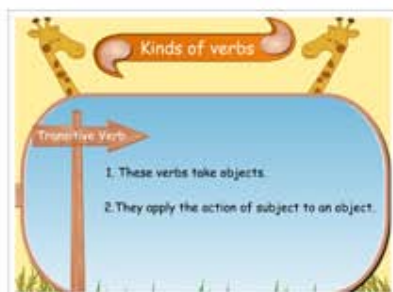 Kinds of verbs
Transitive Verb
1. These verbs take objects.
2.They apply the action of subject to an object.